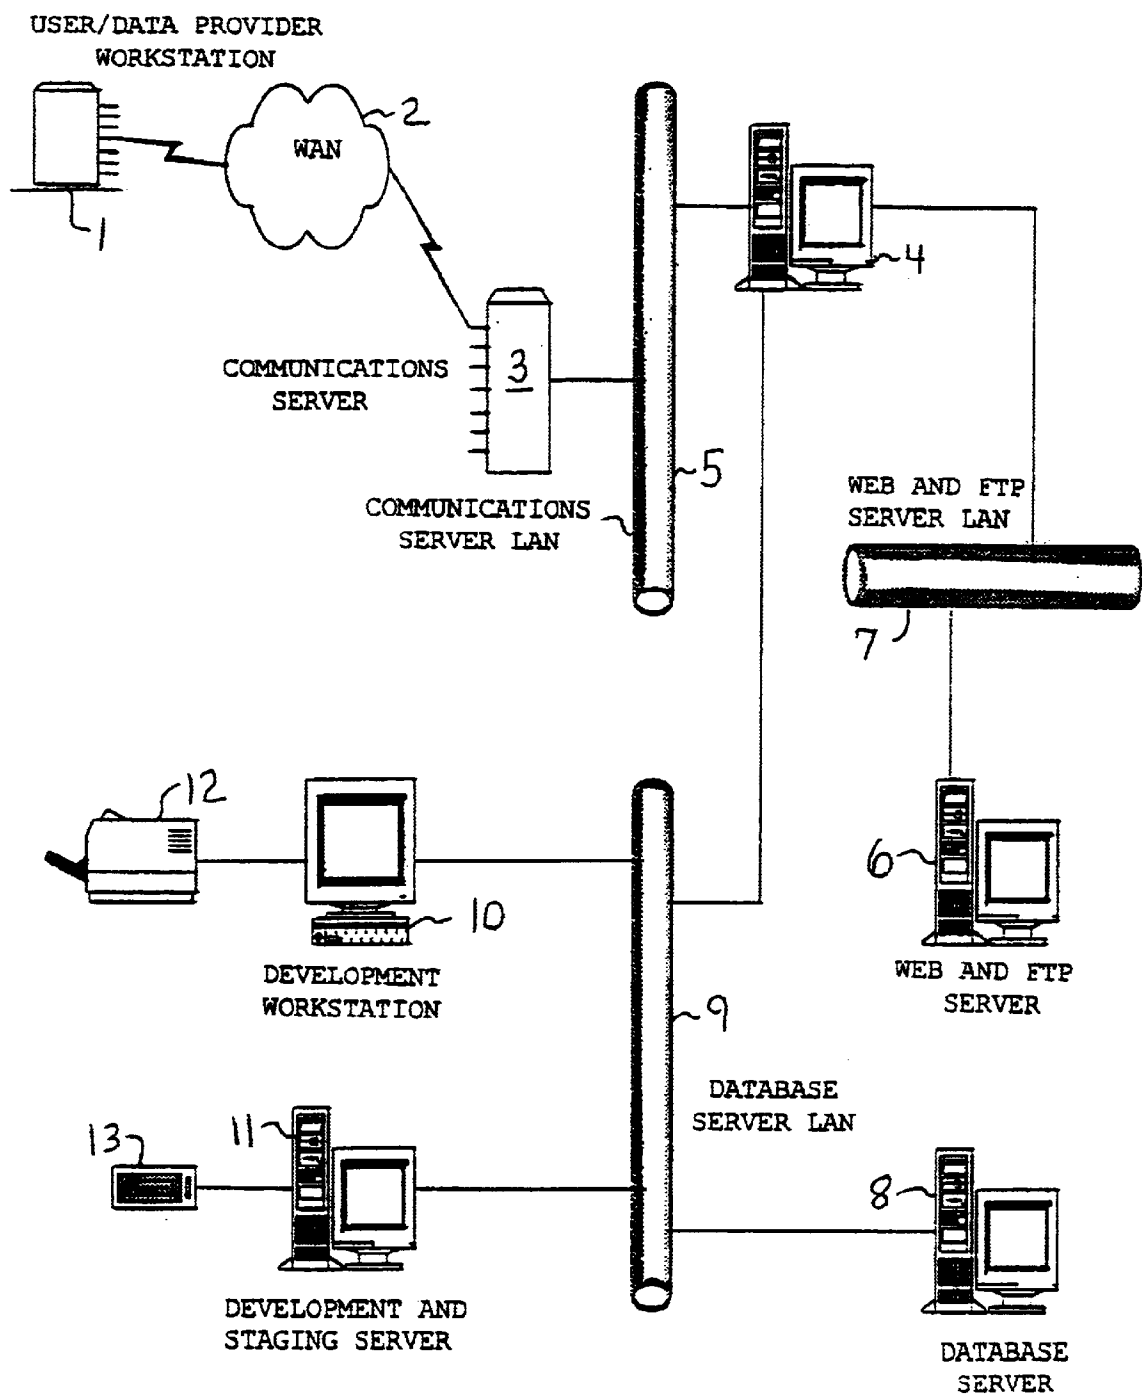 USER/DATA PROVIDER
WORKSTATION
2
WAN
1
4
3
COMMUNICATIONS
SERVER
5
COMMUNICATIONS
SERVER LAN
WEB AND FTP
SERVER LAN
7
12
6
10
DEVELOPMENT
WORKSTATION
WEB AND FTP
SERVER
9
DATABASE
SERVER LAN
11
13
8
DEVELOPMENT AND
STAGING SERVER
DATABASE
SERVER